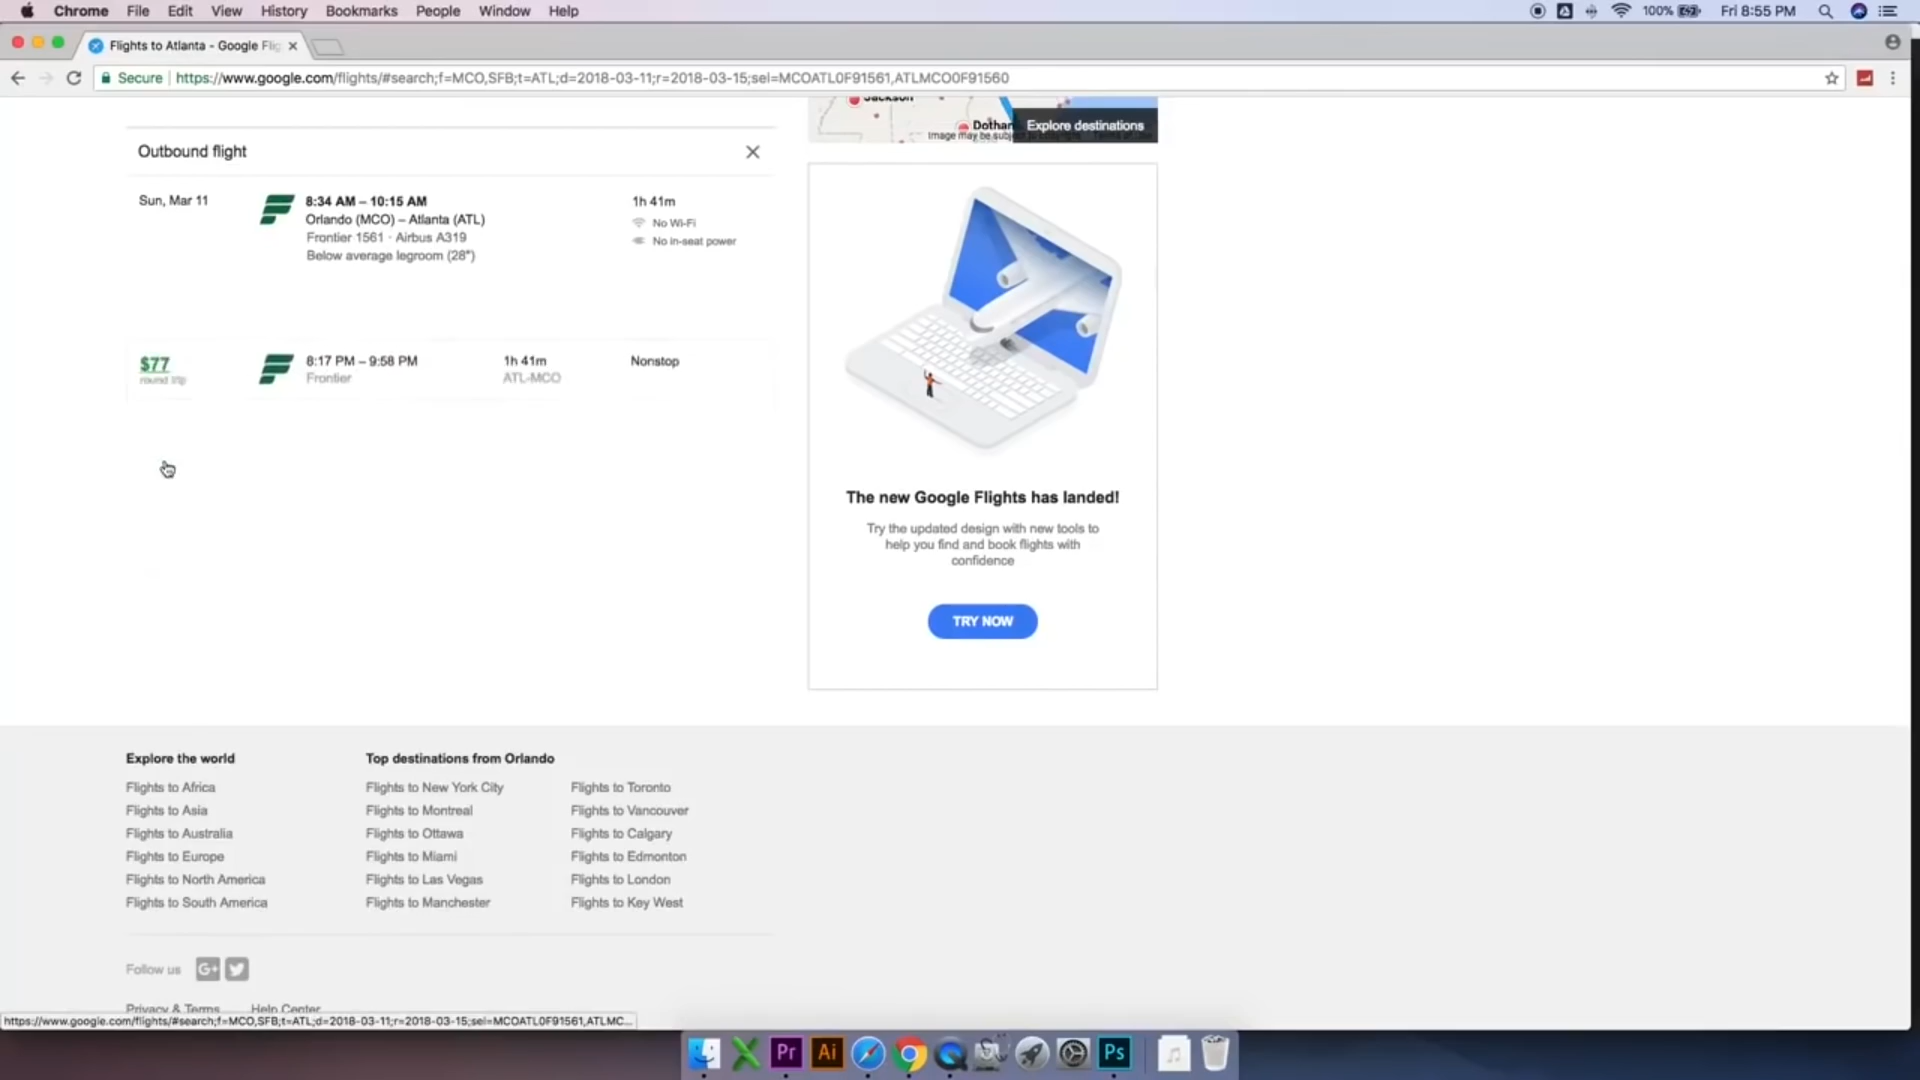 Chrome File Edit View History Bookmarks People Window Help 100% Fri 8:55 PM
Flights to Atlanta - Google Flig
Secure https://www.google.com/flights/#search;f=MCO,SFB;t=ATL;d=2018-03-11;r=2018-03-15;sel=MCOATL0F91561,ATLMCO0F91560
Jackson
Dothan
Explore destinations
Image may be subj
Outbound flight
Sun, Mar 11
8:34 AM – 10:15 AM
1h 41m
Orlando (MCO) – Atlanta (ATL)
No Wi-Fi
Frontier 1561 · Airbus A319
No in-seat power
Below average legroom (28")
$77
round trip
8:17 PM – 9:58 PM
Frontier
1h 41m
ATL-MCO
Nonstop
The new Google Flights has landed!
Try the updated design with new tools to
help you find and book flights with
confidence
TRY NOW
Explore the world
Flights to Africa
Flights to Asia
Flights to Australia
Flights to Europe
Flights to North America
Flights to South America
Top destinations from Orlando
Flights to New York City
Flights to Montreal
Flights to Ottawa
Flights to Miami
Flights to Las Vegas
Flights to Manchester
Flights to Toronto
Flights to Vancouver
Flights to Calgary
Flights to Edmonton
Flights to London
Flights to Key West
Follow us G+
Privacy & Terms Help Center
https://www.google.com/flights/#search;f=MCO,SFB;t=ATL;d=2018-03-11;r=2018-03-15;sel=MCOATL0F91561,ATLMC...
Pr Ai Ps